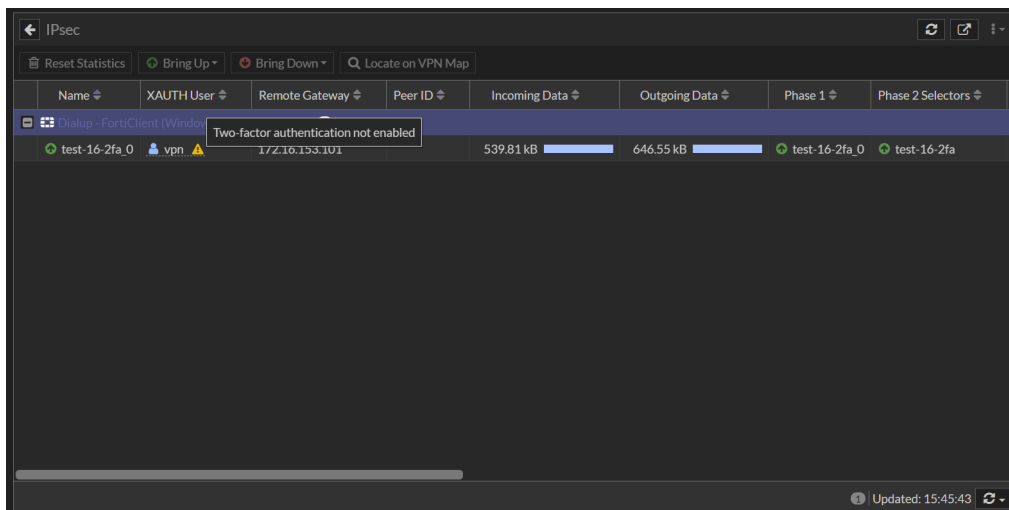 IPsec
Reset Statistics Bring Up Bring Down Locate on VPN Map
Name XAUTH User Remote Gateway Peer ID Incoming Data Outgoing Data Phase 1 Phase 2 Selectors
Dialup - FortiClient (Window
Two-factor authentication not enabled
test-16-2fa_0 vpn 172.16.153.101 539.81 kB 646.55 kB test-16-2fa_0 test-16-2fa
1 Updated: 15:45:43